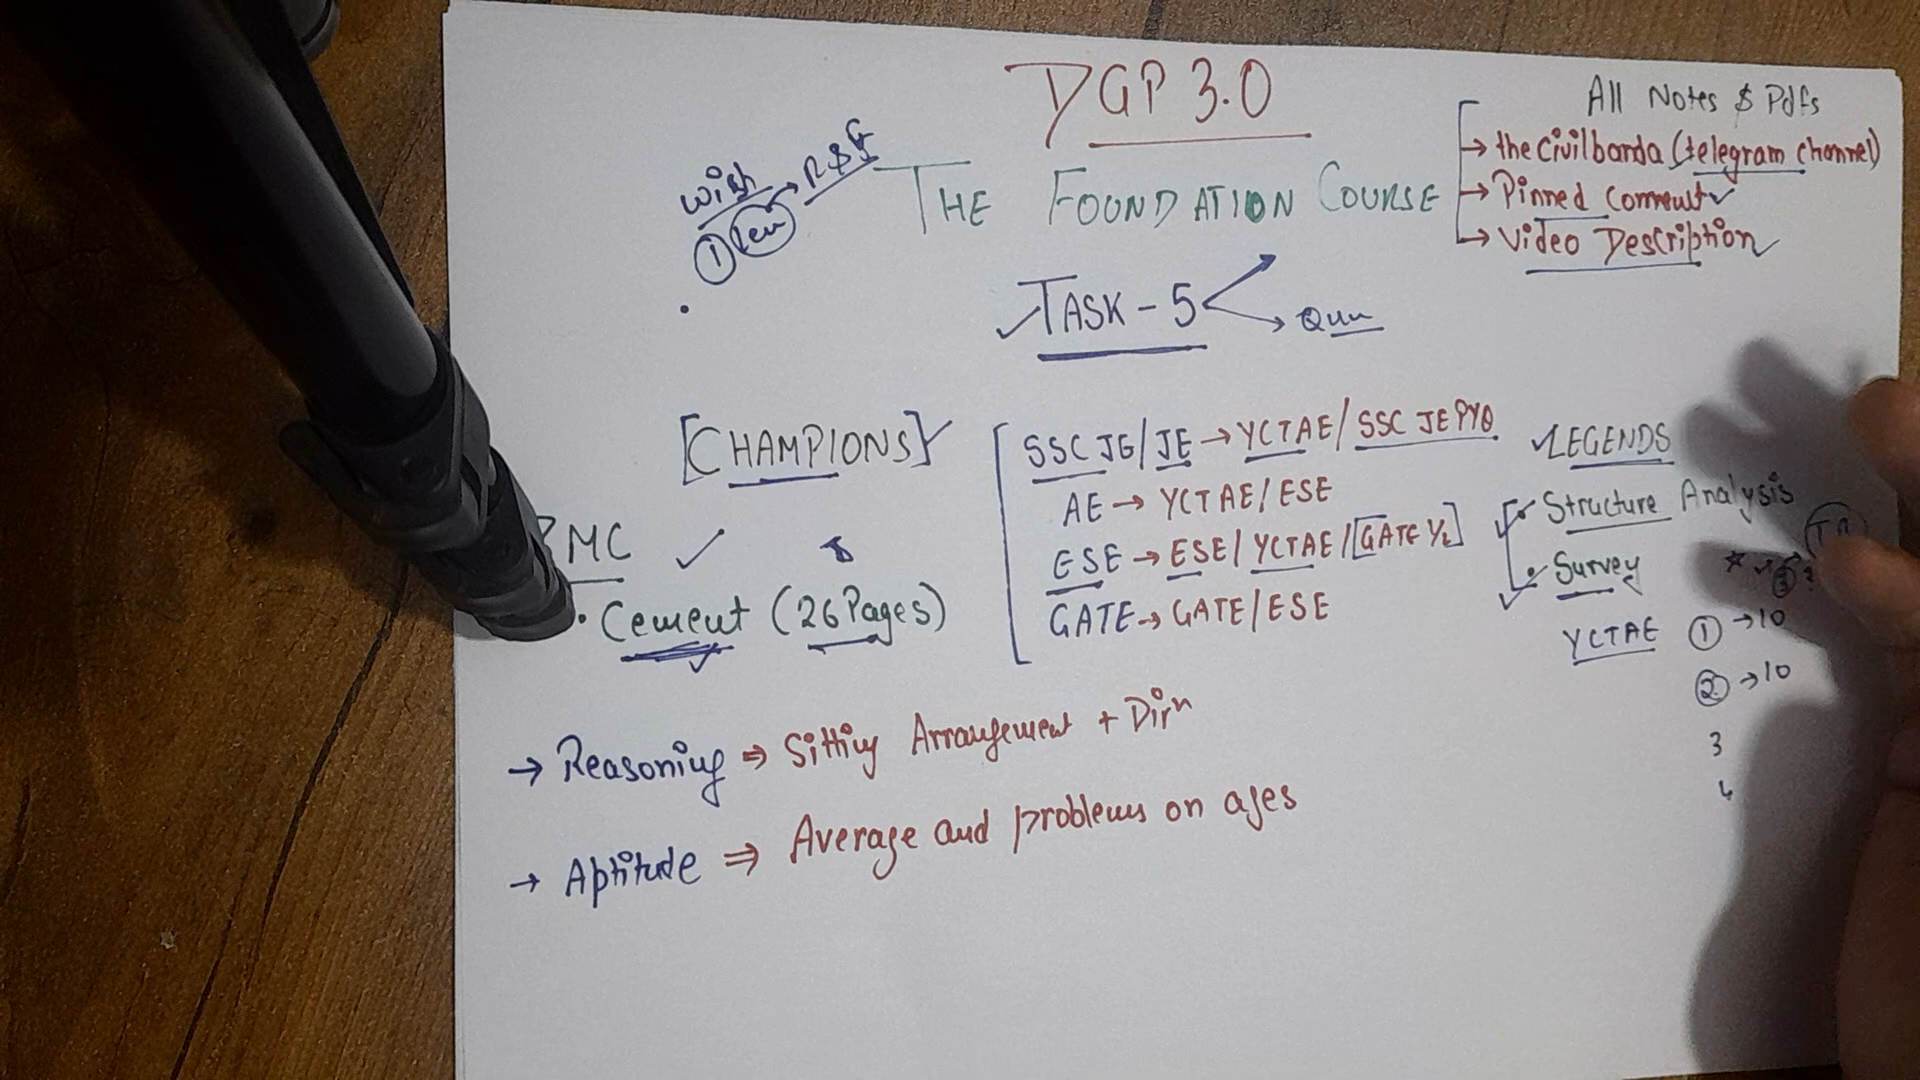 DGP 3.0
THE FOUNDATION COURSE
All Notes $ Pdfs
→ the civilbanda (telegram channel)
→ Pinned Comment ✓
→ Video Description ✓
wish
① → R$G
✓ TASK - 5
→ Qun
[CHAMPIONS] ✓
MC ✓
• Cement (26 Pages)
SSC JE/JE → YCTAE/SSC JE PYQ
AE → YCTAE/ESE
ESE → ESE/YCTAE/[GATE ½]
GATE → GATE/ESE
✓ LEGENDS
• Structure Analysis
• Survey
YCTAE ① → 10
② → 10
3
4
→ Reasoning ⇒ Sitting Arrangement + Dirⁿ
→ Aptitude ⇒ Average and problems on ages